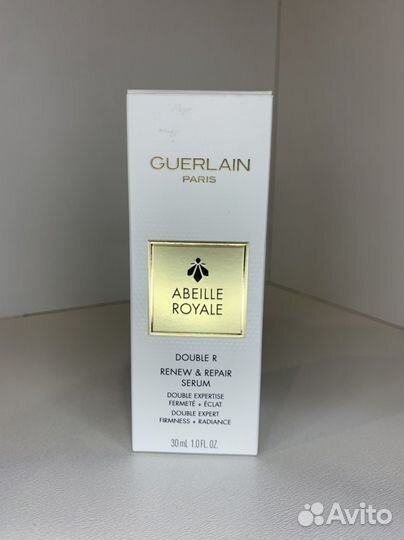 GUERLAIN
PARIS
ABEILLE
ROYALE
DOUBLE R
RENEW & REPAIR
SERUM
DOUBLE EXPERTISE
FERMETÉ + ÉCLAT
DOUBLE EXPERT
FIRMNESS + RADIANCE
30 mL 1.0 FL. OZ.
Avito